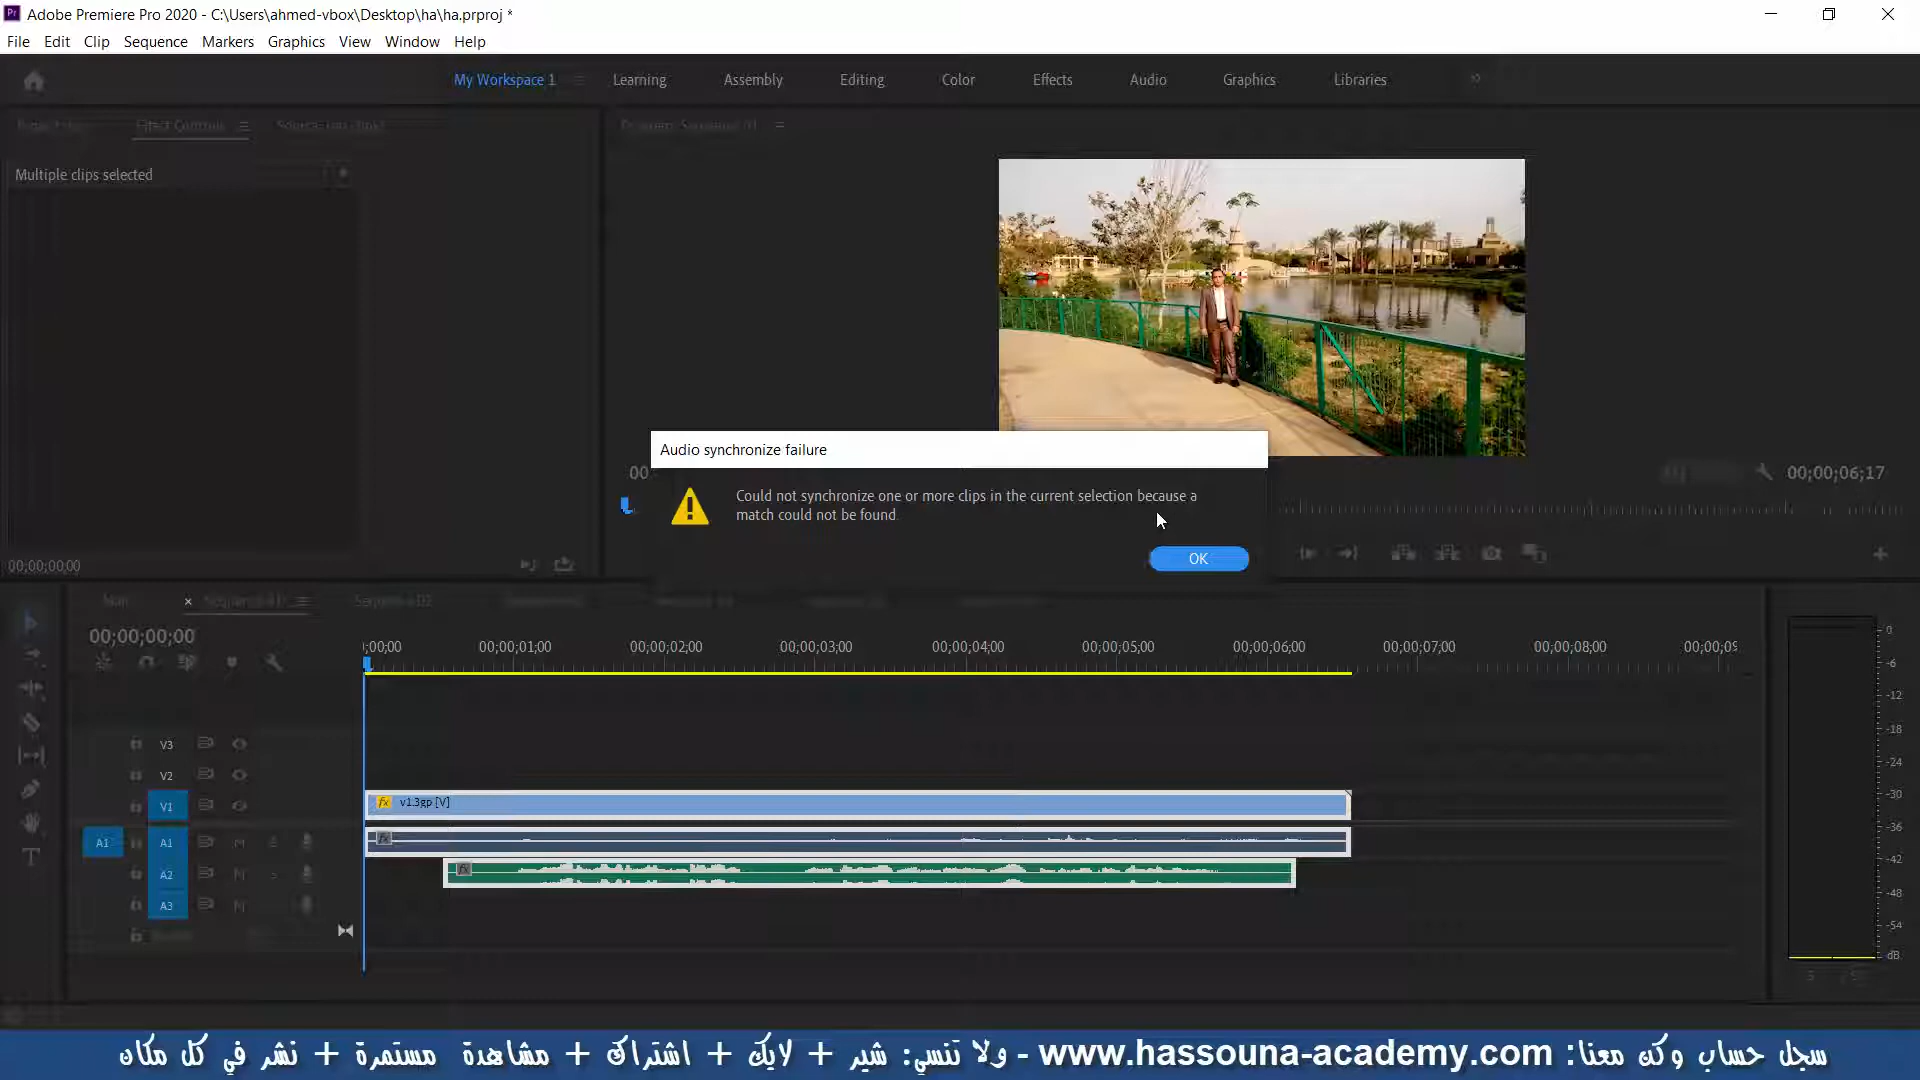 Adobe Premiere Pro 2020 - C:\Users\ahmed-vbox\Desktop\ha\ha.prproj *
File Edit Clip Sequence Markers Graphics View Window Help
My Workspace 1 Learning Assembly Editing Color Effects Audio Graphics Libraries
Effect Controls
Multiple clips selected
Audio synchronize failure
00
00;00;06;17
Could not synchronize one or more clips in the current selection because a
match could not be found.
OK
00;00;00;00
00;00;00;00
;00;00 00;00;01;00 00;00;02;00 00;00;03;00 00;00;04;00 00;00;05;00 00;00;06;00 00;00;07;00 00;00;08;00 00;00;09
V3
V2
V1 fx v1.3gp [V]
A1 A1 M fx
A2 M fx
A3 M
0
-6
-12
-18
-24
-30
-36
-42
-48
-54
dB
سجل حساب وكن معنا: www.hassouna-academy.com - ولا تنسي: شير + لايك + اشتراك + مشاهدة مستمرة + نشر في كل مكان